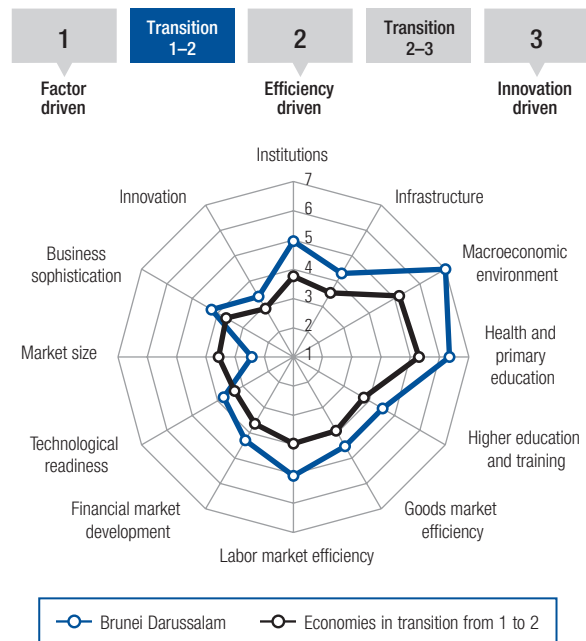 1
Transition
1–2
2
Transition
2–3
3
Factor
driven
Efficiency
driven
Innovation
driven
Institutions
Infrastructure
Macroeconomic
environment
Health and
primary
education
Higher education
and training
Goods market
efficiency
Labor market efficiency
Financial market
development
Technological
readiness
Market size
Business
sophistication
Innovation
7
6
5
4
3
2
1
Brunei Darussalam
Economies in transition from 1 to 2